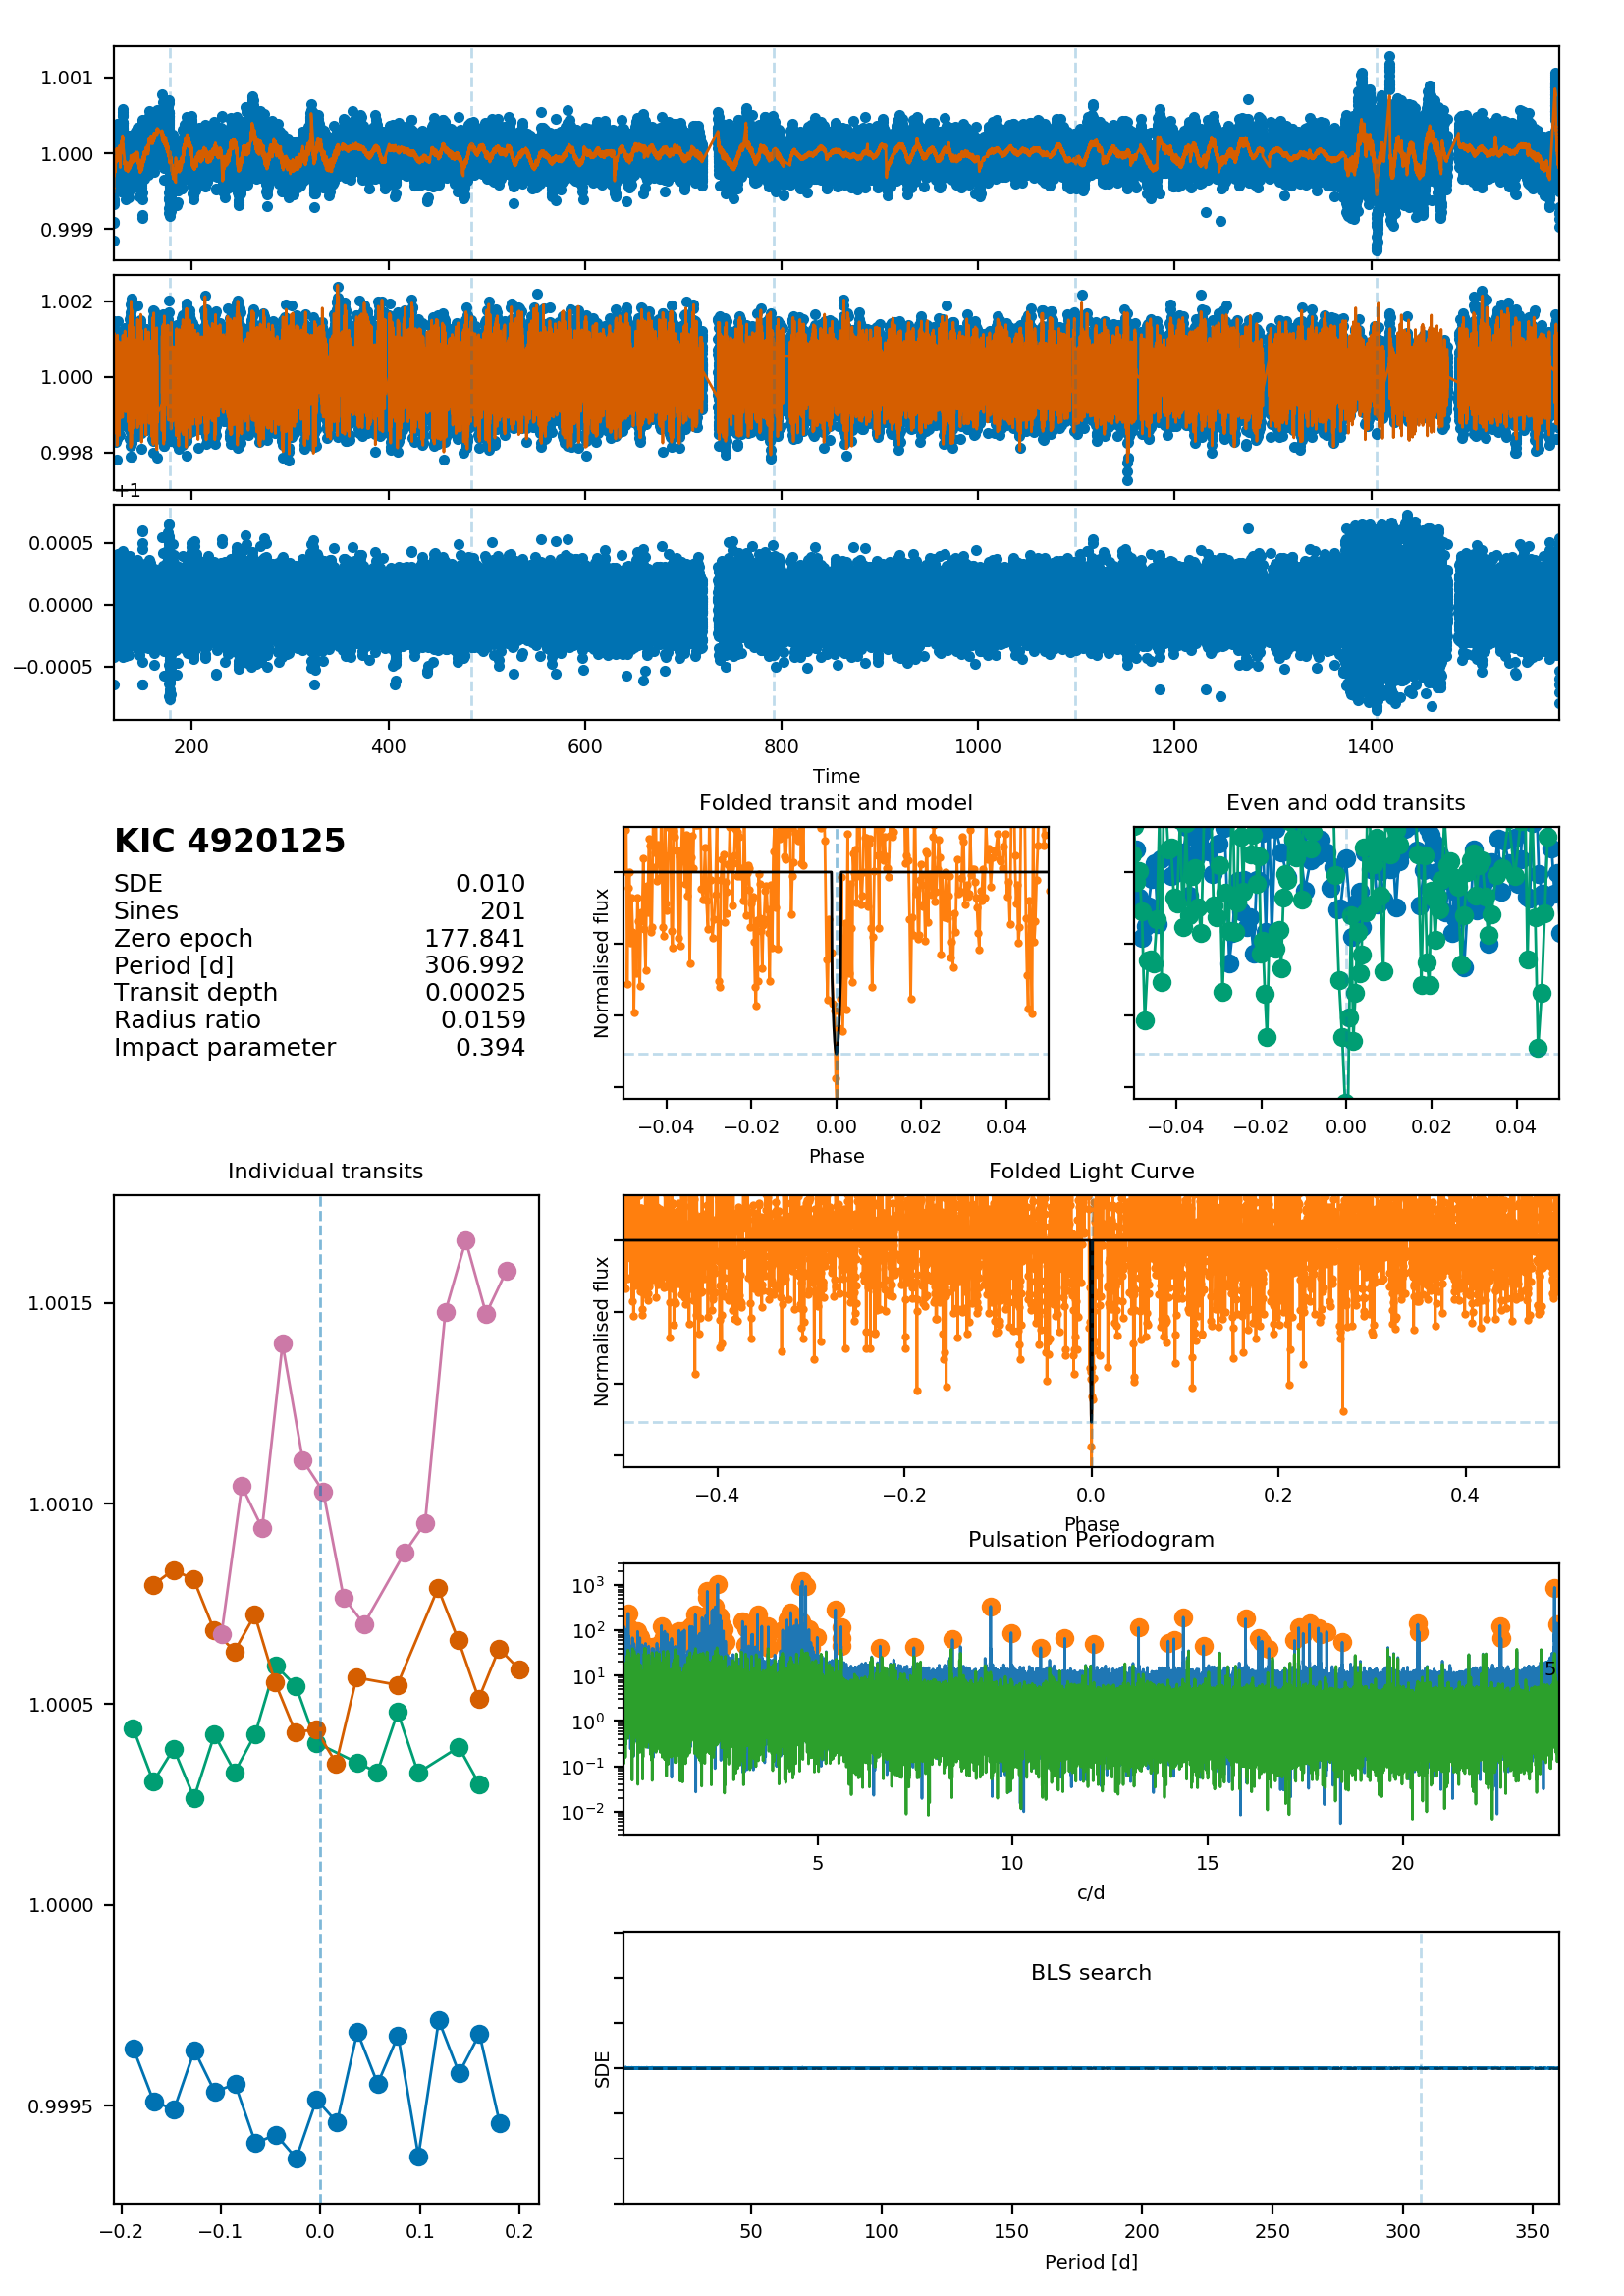 1.001
1.000
0.999
1.002
1.000
0.998
+1
0.0005
0.0000
−0.0005
200 400 600 800 1000 1200 1400
Time
KIC 4920125
SDE 0.010
Sines 201
Zero epoch 177.841
Period [d] 306.992
Transit depth 0.00025
Radius ratio 0.0159
Impact parameter 0.394
Folded transit and model
Normalised flux
−0.04 −0.02 0.00 0.02 0.04
Phase
Even and odd transits
−0.04 −0.02 0.00 0.02 0.04
Individual transits
1.0015
1.0010
1.0005
1.0000
0.9995
−0.2 −0.1 0.0 0.1 0.2
Folded Light Curve
Normalised flux
−0.4 −0.2 0.0 0.2 0.4
Phase
Pulsation Periodogram
10³
10²
10¹
10⁰
10⁻¹
10⁻²
5
5 10 15 20
c/d
BLS search
SDE
50 100 150 200 250 300 350
Period [d]